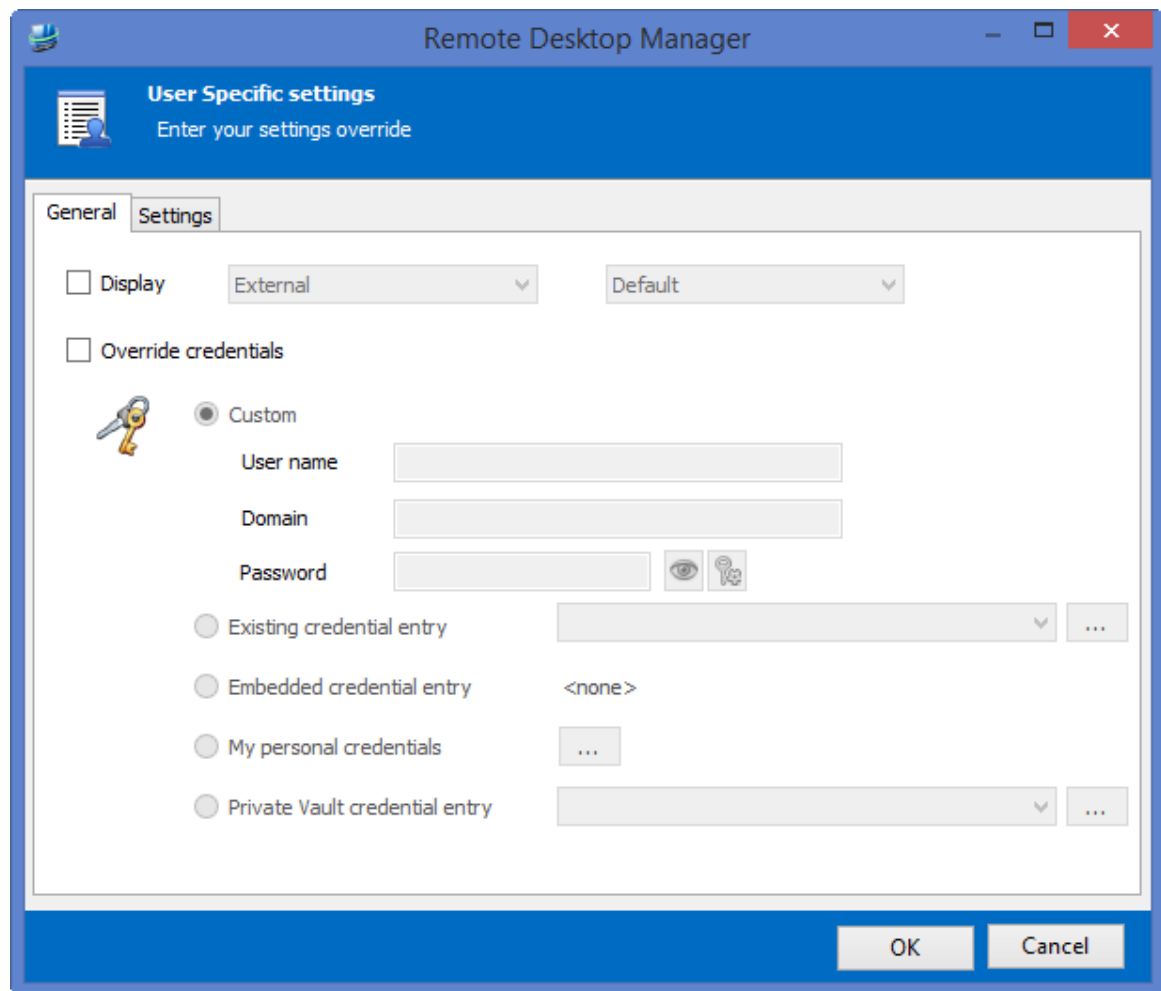 Remote Desktop Manager
User Specific settings
Enter your settings override
General Settings
Display External Default
Override credentials
Custom
User name
Domain
Password
Existing credential entry ...
Embedded credential entry <none>
My personal credentials ...
Private Vault credential entry ...
OK Cancel